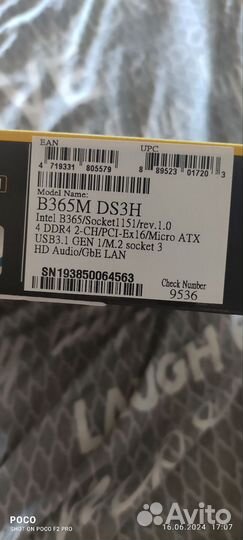 EAN
UPC
4 719331 805579
8 89523 01720 3
Model Name:
B365M DS3H
Intel B365/Socket1151/rev.1.0
4 DDR4 2-CH/PCI-Ex16/Micro ATX
USB3.1 GEN 1/M.2 socket 3
HD Audio/GbE LAN
SN193850064563
Check Number
9536
LAUGH
POCO
SHOT ON POCO F2 PRO
16.06.2024 17:07
Avito